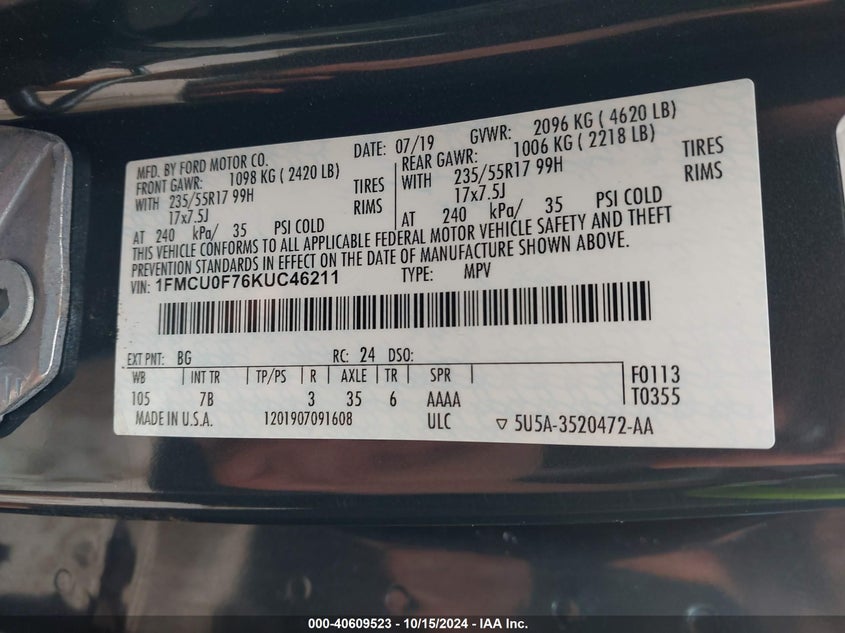 MFD. BY FORD MOTOR CO. DATE: 07/19 GVWR: 2096 KG ( 4620 LB)
FRONT GAWR: 1098 KG ( 2420 LB) REAR GAWR: 1006 KG ( 2218 LB)
WITH 235/55R17 99H TIRES WITH 235/55R17 99H TIRES
17x7.5J RIMS 17x7.5J RIMS
AT 240 kPa/ 35 PSI COLD AT 240 kPa/ 35 PSI COLD
THIS VEHICLE CONFORMS TO ALL APPLICABLE FEDERAL MOTOR VEHICLE SAFETY AND THEFT
PREVENTION STANDARDS IN EFFECT ON THE DATE OF MANUFACTURE SHOWN ABOVE.
VIN: 1FMCU0F76KUC46211 TYPE: MPV
EXT PNT: BG RC: 24 DSO:
WB INT TR TP/PS R AXLE TR SPR F0113
105 7B 3 35 6 AAAA T0355
MADE IN U.S.A. 1201907091608 ULC ▽ 5U5A-3520472-AA
000-40609523 - 10/15/2024 - IAA Inc.